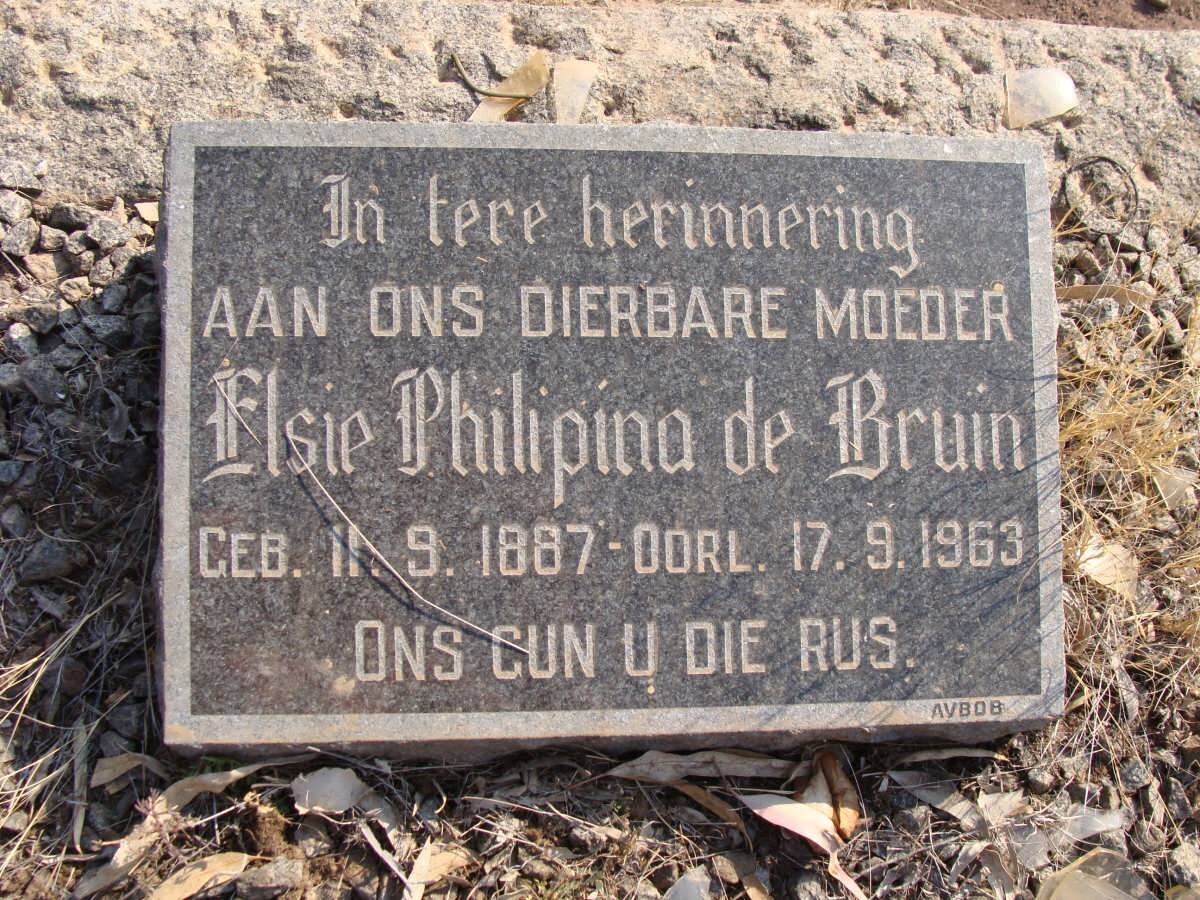 In tere herinnering
AAN ONS DIERBARE MOEDER
Elsie Philipina de Bruin
GEB. 11. 9. 1887 - OORL. 17. 9. 1963
ONS GUN U DIE RUS.
AVBOB